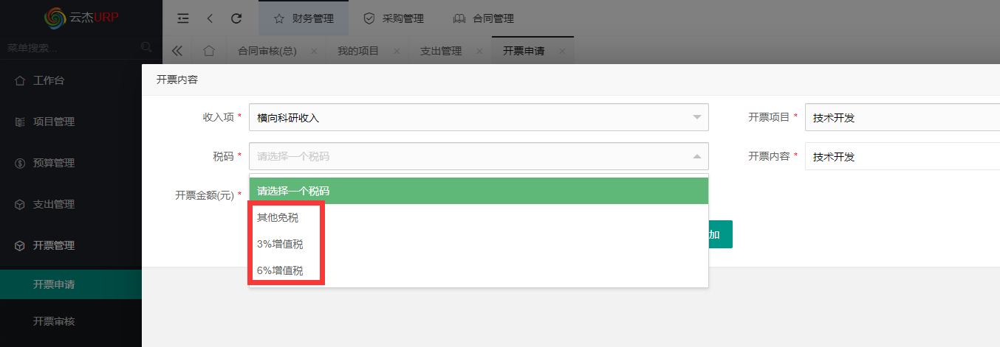 云杰URP
财务管理
采购管理
合同管理
菜单搜索...
合同审核(总)
我的项目
支出管理
开票申请
工作台
项目管理
预算管理
支出管理
开票管理
开票申请
开票审核
开票内容
收入项 *
横向科研收入
开票项目 *
技术开发
税码 *
请选择一个税码
开票内容 *
技术开发
开票金额(元) *
请选择一个税码
其他免税
3%增值税
6%增值税
加